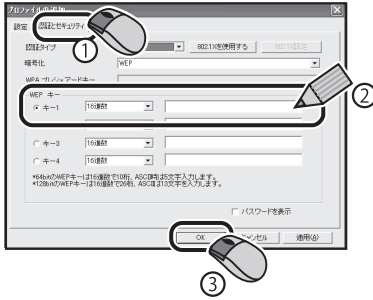 プロファイルの追加
設定 認証とセキュリティ
①
認証タイプ 802.1Xを使用する 802.1X設定
暗号化 WEP
WPA プレシェアードキー
WEP キー
キー1 16進数
②
キー3 16進数
キー4 16進数
*64bitのWEPキーは16進数で10桁、ASCIIは5文字入力します。
*128bitのWEPキーは16進数で26桁、ASCIIは13文字を入力します。
パスワードを表示
OK キャンセル 適用(A)
③